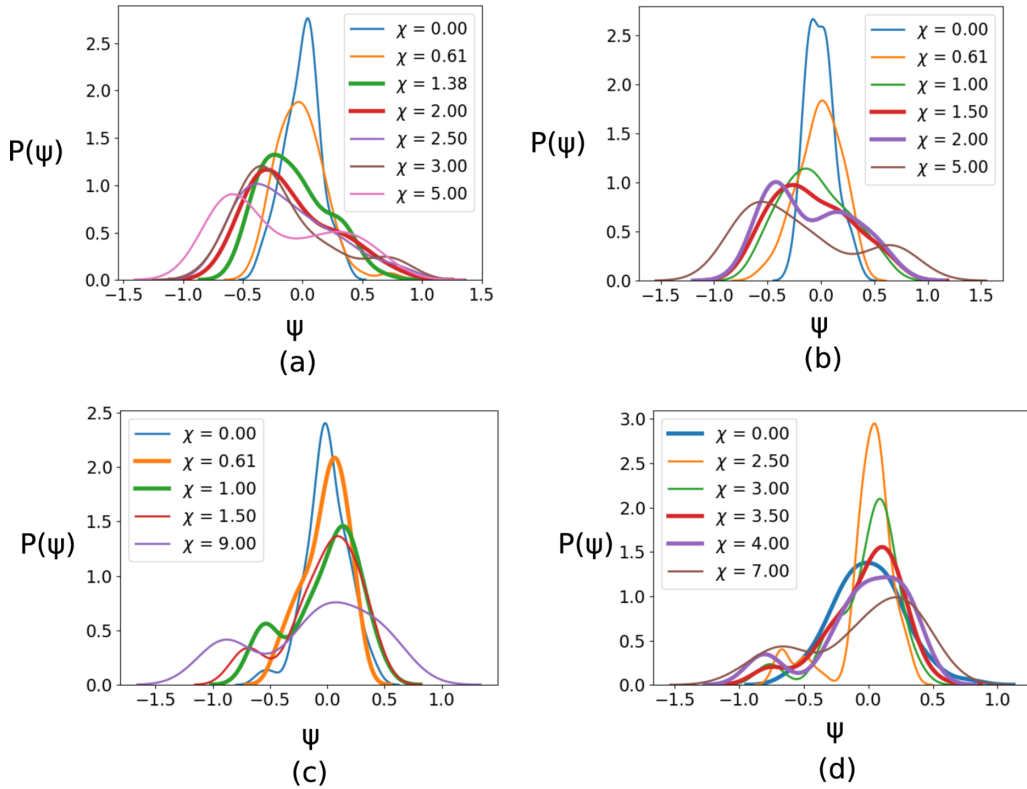 P(ψ)
2.5
2.0
1.5
1.0
0.5
0.0
χ = 0.00
χ = 0.61
χ = 1.38
χ = 2.00
χ = 2.50
χ = 3.00
χ = 5.00
−1.5 −1.0 −0.5 0.0 0.5 1.0 1.5
ψ
(a)
P(ψ)
2.5
2.0
1.5
1.0
0.5
0.0
χ = 0.00
χ = 0.61
χ = 1.00
χ = 1.50
χ = 2.00
χ = 5.00
−1.5 −1.0 −0.5 0.0 0.5 1.0 1.5
ψ
(b)
P(ψ)
2.5
2.0
1.5
1.0
0.5
0.0
χ = 0.00
χ = 0.61
χ = 1.00
χ = 1.50
χ = 9.00
−1.5 −1.0 −0.5 0.0 0.5 1.0
ψ
(c)
P(ψ)
3.0
2.5
2.0
1.5
1.0
0.5
0.0
χ = 0.00
χ = 2.50
χ = 3.00
χ = 3.50
χ = 4.00
χ = 7.00
−1.5 −1.0 −0.5 0.0 0.5 1.0
ψ
(d)